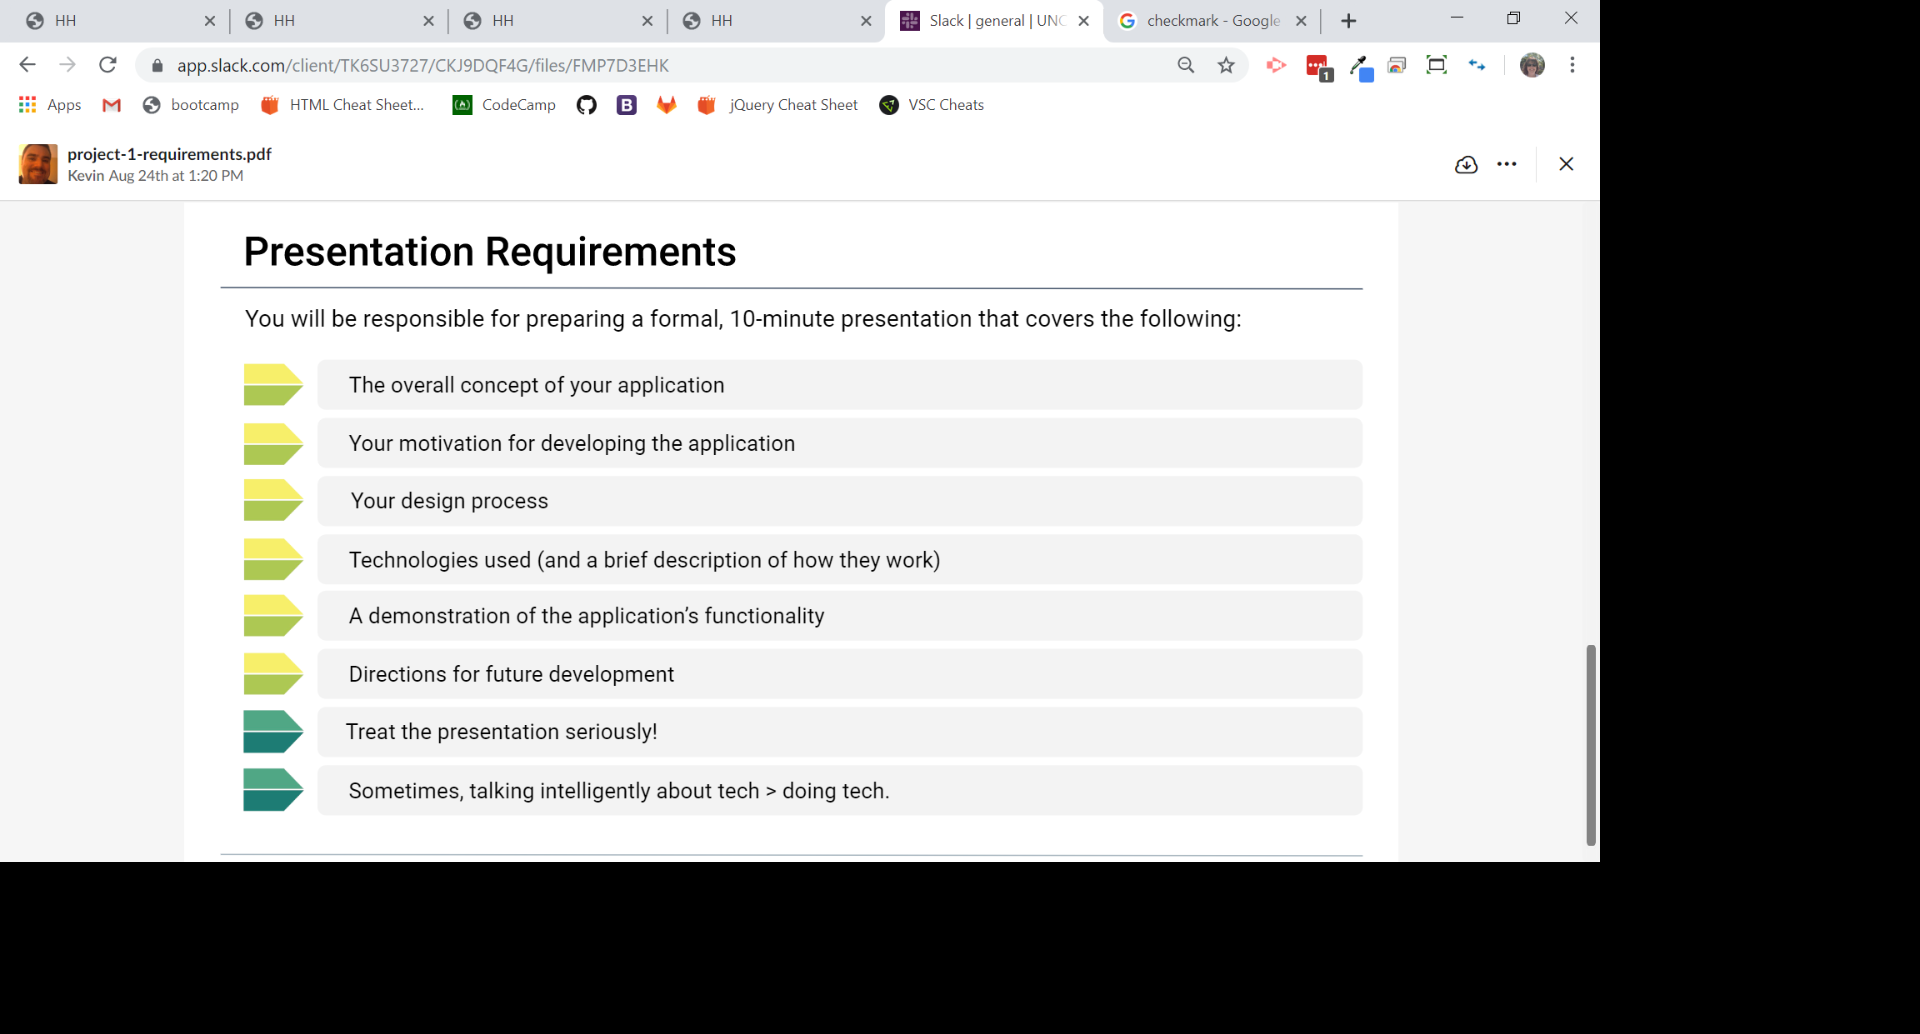 HH
HH
HH
HH
Slack | general | UNC
checkmark - Google
app.slack.com/client/TK6SU3727/CKJ9DQF4G/files/FMP7D3EHK
1
Apps
bootcamp
HTML Cheat Sheet...
CodeCamp
B
jQuery Cheat Sheet
VSC Cheats
project-1-requirements.pdf
Kevin Aug 24th at 1:20 PM
Presentation Requirements
You will be responsible for preparing a formal, 10-minute presentation that covers the following:
The overall concept of your application
Your motivation for developing the application
Your design process
Technologies used (and a brief description of how they work)
A demonstration of the application’s functionality
Directions for future development
Treat the presentation seriously!
Sometimes, talking intelligently about tech > doing tech.